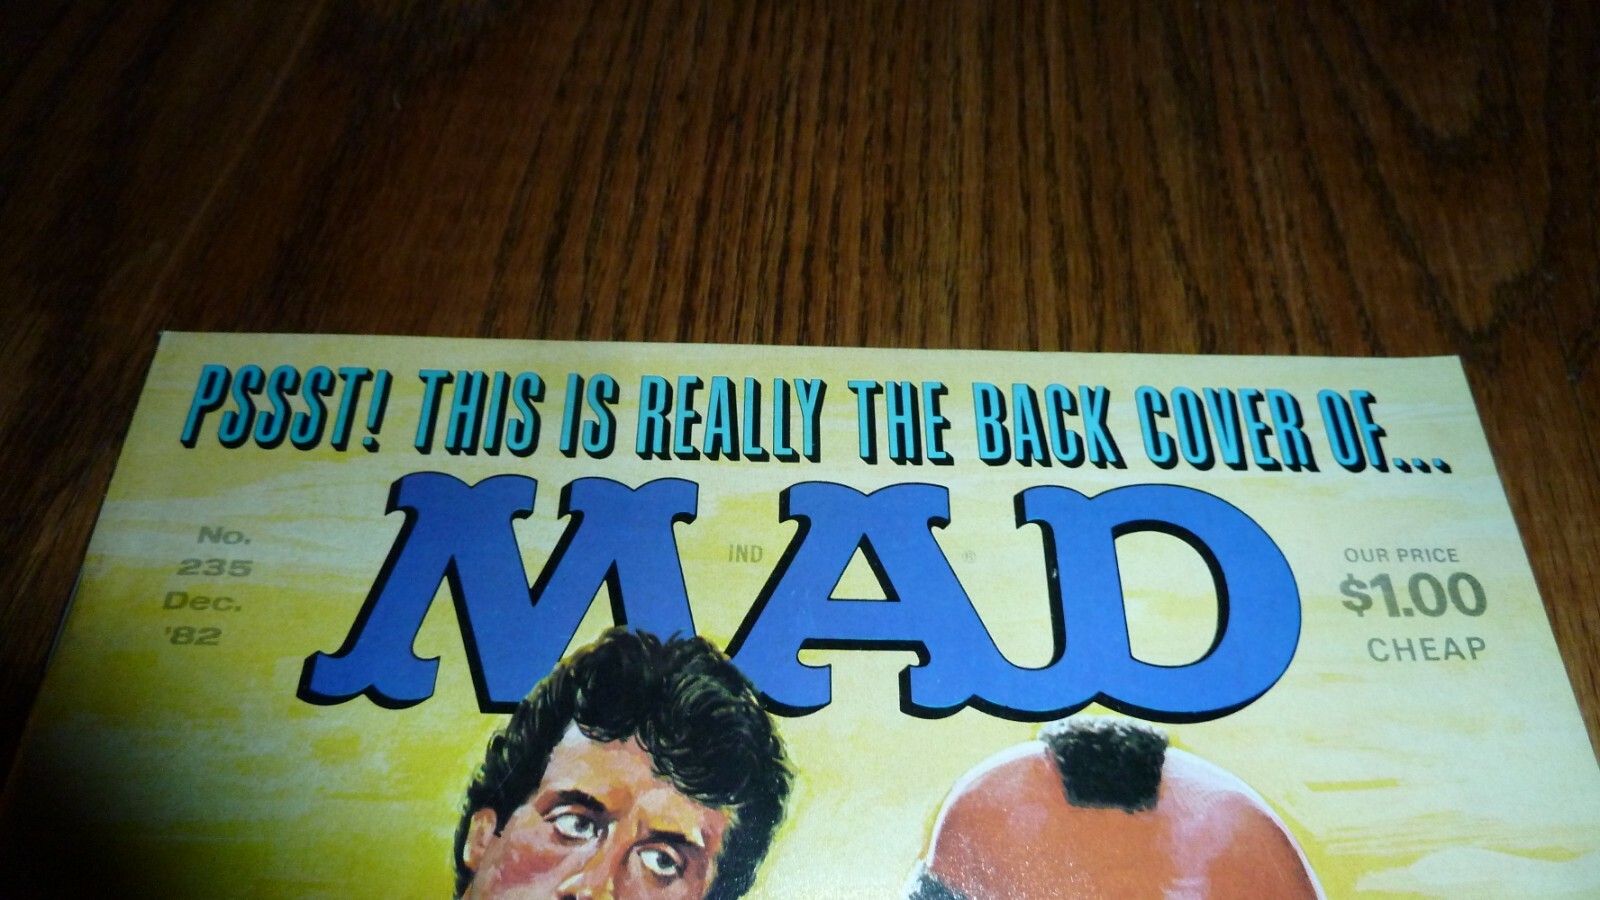 PSSST! THIS IS REALLY THE BACK COVER OF...
MAD
IND
®
No.
235
Dec.
'82
OUR PRICE
$1.00
CHEAP